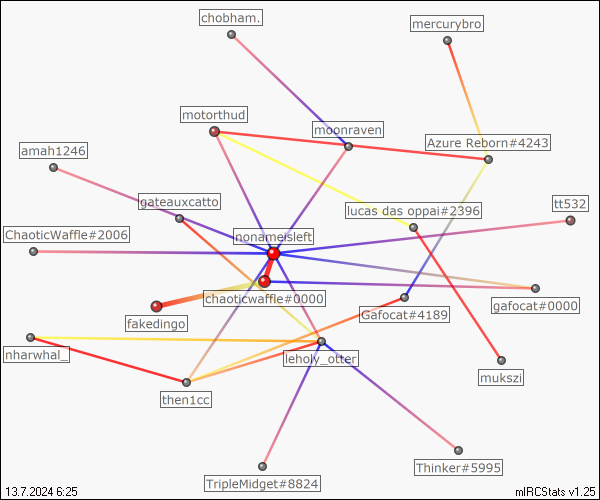 chobham.
mercurybro
motorthud
moonraven
Azure Reborn#4243
amah1246
gateauxcatto
lucas das oppai#2396
tt532
ChaoticWaffle#2006
nonameisleft
chaoticwaffle#0000
gafocat#0000
Gafocat#4189
fakedingo
nharwhal_
leholy_otter
mukszi
then1cc
Thinker#5995
TripleMidget#8824
13.7.2024 6:25
mIRCStats v1.25